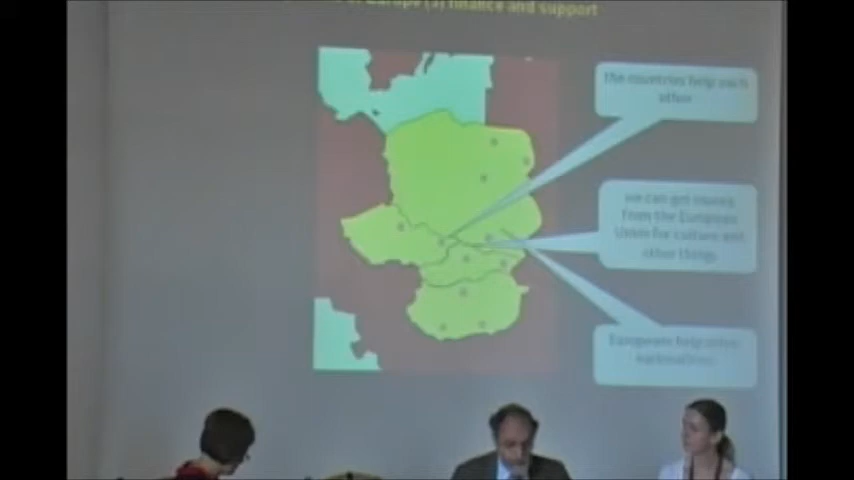 of Europe (3) finance and support
the countries help each
other
we can get money
from the European
Union for culture and
other things
Europeans help other
nationalities